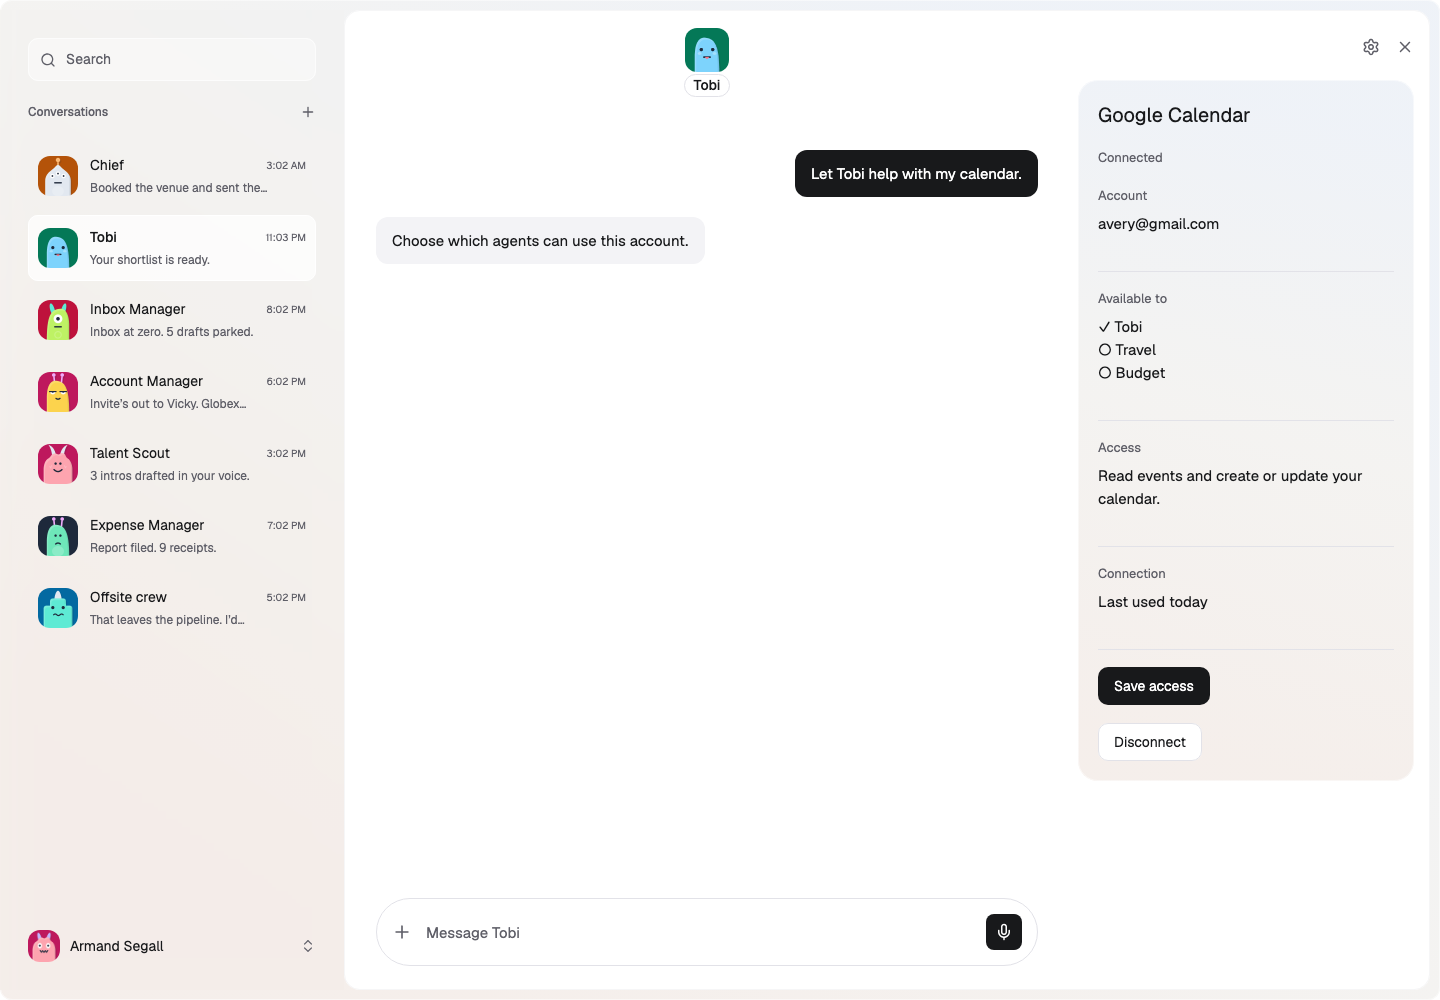 Search
Conversations
Chief
3:02 AM
Booked the venue and sent the…
Tobi
11:03 PM
Your shortlist is ready.
Inbox Manager
8:02 PM
Inbox at zero. 5 drafts parked.
Account Manager
6:02 PM
Invite's out to Vicky. Globex…
Talent Scout
3:02 PM
3 intros drafted in your voice.
Expense Manager
7:02 PM
Report filed. 9 receipts.
Offsite crew
5:02 PM
That leaves the pipeline. I'd…
Armand Segall
Tobi
Let Tobi help with my calendar.
Choose which agents can use this account.
Message Tobi
Google Calendar
Connected
Account
avery@gmail.com
Available to
✓ Tobi
○ Travel
○ Budget
Access
Read events and create or update your
calendar.
Connection
Last used today
Save access
Disconnect